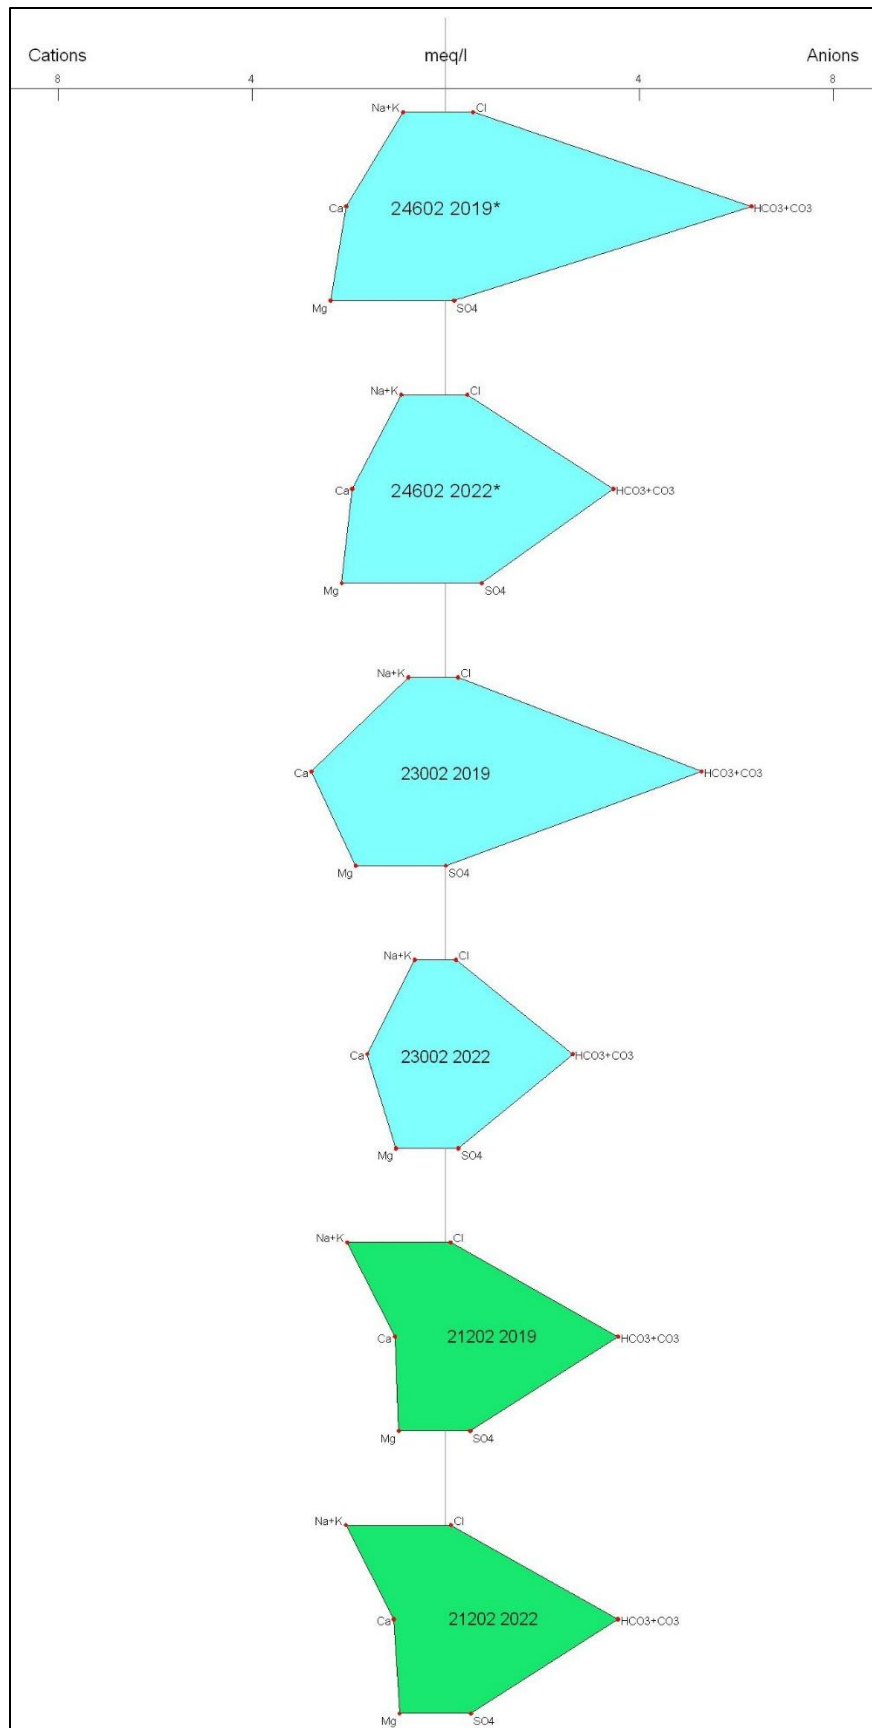 Cations meq/l Anions
8 4 4 8
Na+K Cl
Ca 24602 2019* HCO3+CO3
Mg SO4
Na+K Cl
Ca 24602 2022* HCO3+CO3
Mg SO4
Na+K Cl
Ca 23002 2019 HCO3+CO3
Mg SO4
Na+K Cl
Ca 23002 2022 HCO3+CO3
Mg SO4
Na+K Cl
Ca 21202 2019 HCO3+CO3
Mg SO4
Na+K Cl
Ca 21202 2022 HCO3+CO3
Mg SO4